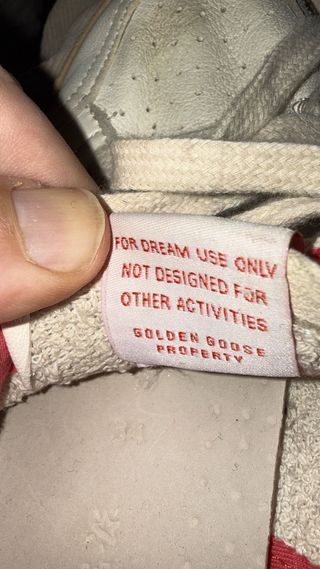 FOR DREAM USE ONLY
NOT DESIGNED FOR
OTHER ACTIVITIES
GOLDEN GOOSE
PROPERTY